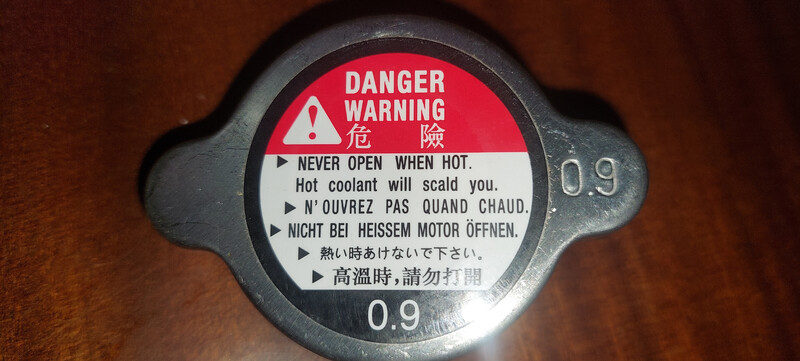 DANGER
WARNING
危 險
▶ NEVER OPEN WHEN HOT.
Hot coolant will scald you.
▶ N'OUVREZ PAS QUAND CHAUD.
▶ NICHT BEI HEISSEM MOTOR ÖFFNEN.
▶ 熱い時あけないで下さい。
▶ 高溫時,請勿打開
0.9
0.9